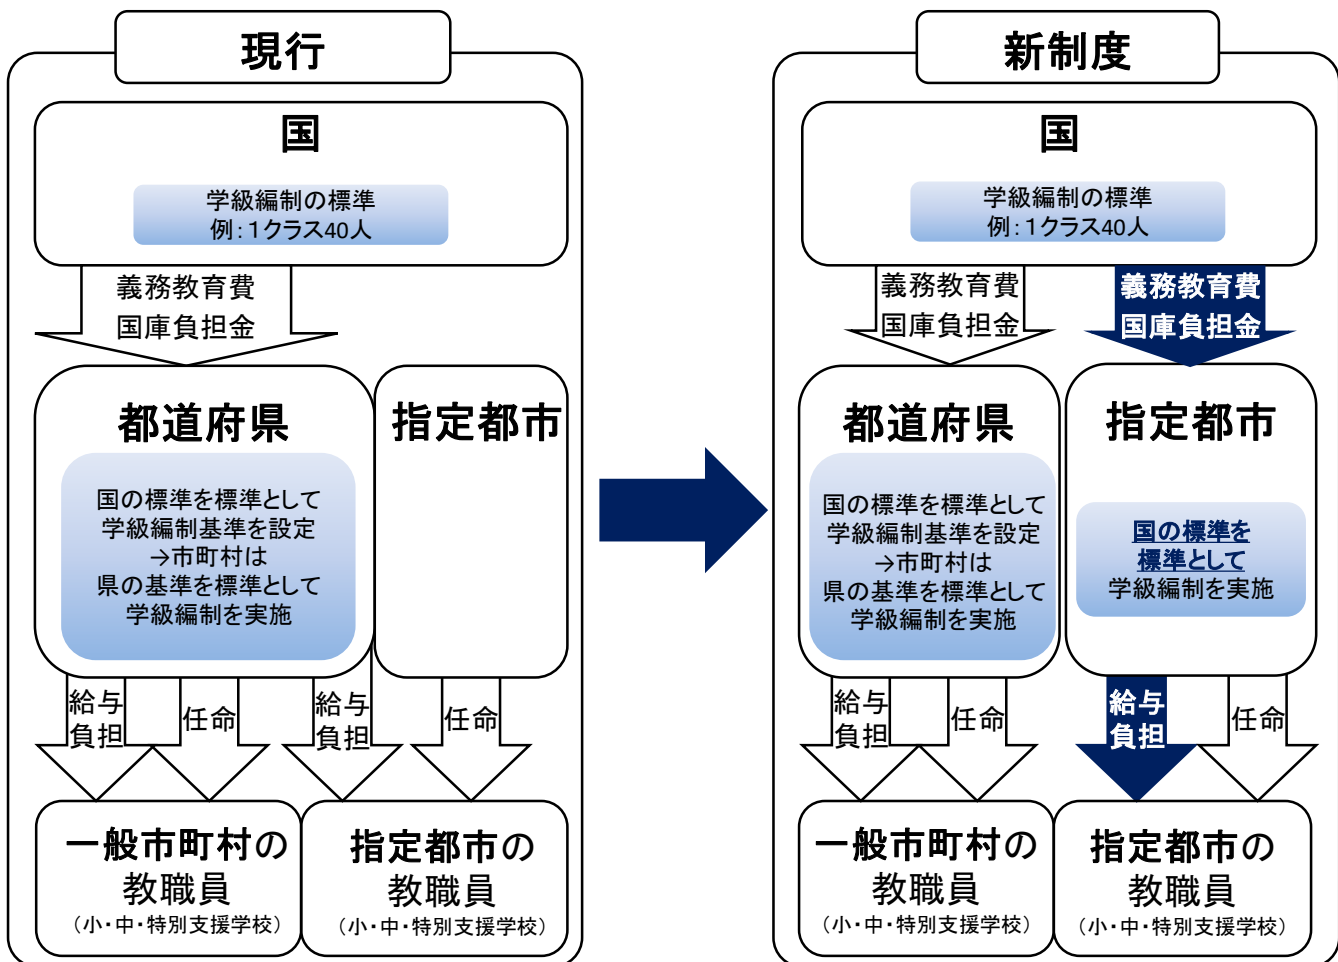 現行
国
学級編制の標準
例：１クラス40人
義務教育費
国庫負担金
都道府県
国の標準を標準として
学級編制基準を設定
→市町村は
県の基準を標準として
学級編制を実施
指定都市
給与
負担
任命
給与
負担
任命
一般市町村の
教職員
（小・中・特別支援学校）
指定都市の
教職員
（小・中・特別支援学校）
新制度
国
学級編制の標準
例：１クラス40人
義務教育費
国庫負担金
義務教育費
国庫負担金
都道府県
国の標準を標準として
学級編制基準を設定
→市町村は
県の基準を標準として
学級編制を実施
指定都市
国の標準を
標準として
学級編制を実施
給与
負担
任命
給与
負担
任命
一般市町村の
教職員
（小・中・特別支援学校）
指定都市の
教職員
（小・中・特別支援学校）